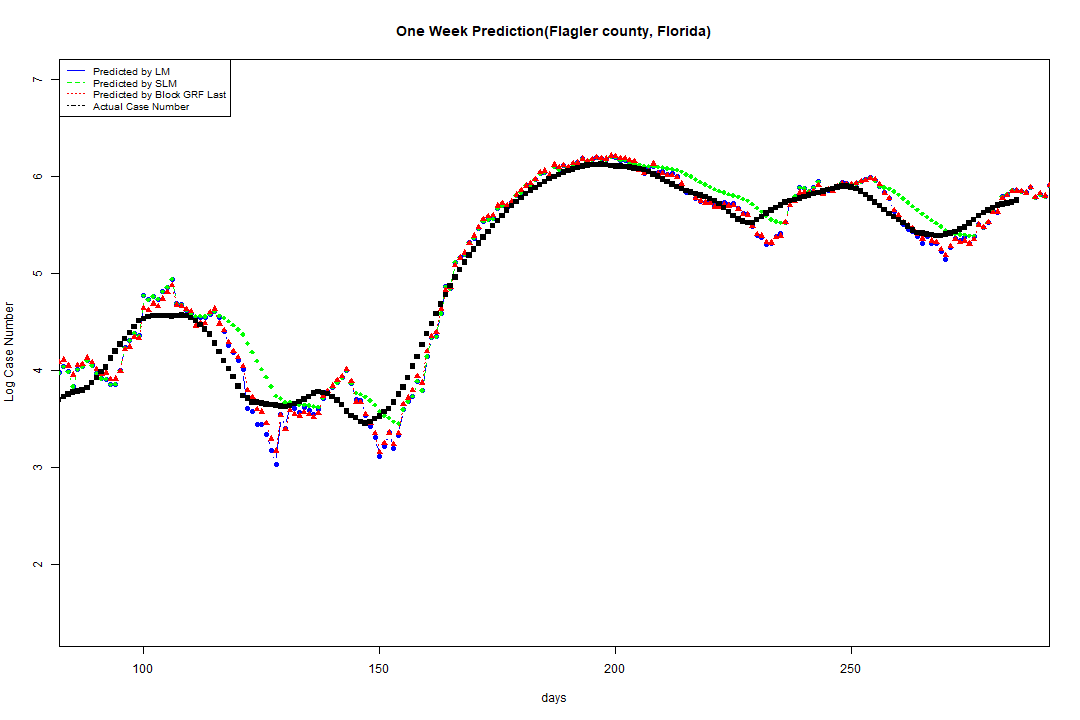 One Week Prediction(Flagler county, Florida)
Predicted by LM
Predicted by SLM
Predicted by Block GRF Last
Actual Case Number
7
6
5
4
3
2
Log Case Number
100 150 200 250
days